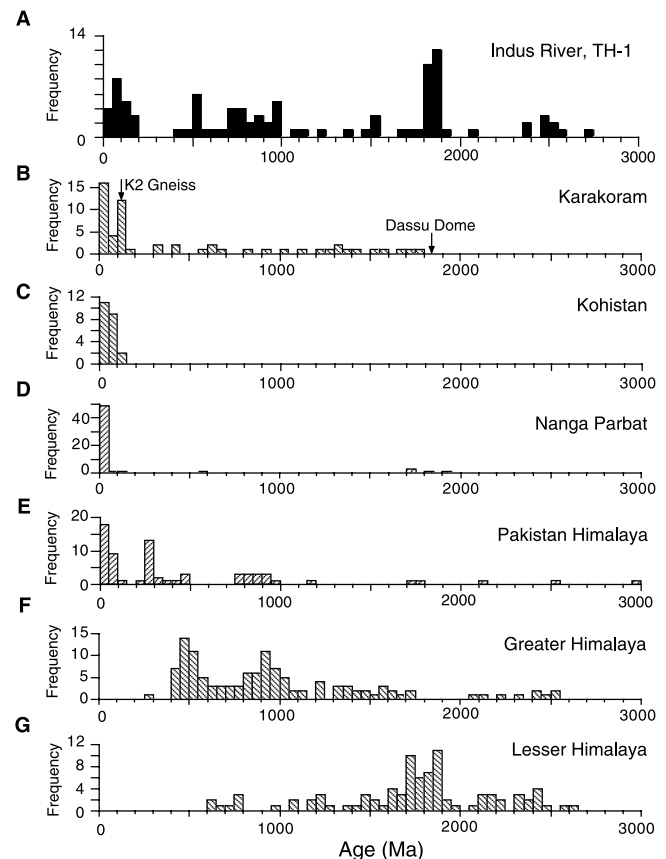 A
14
Frequency
0
Indus River, TH-1
0 1000 2000 3000
B
15
10
5
0
Frequency
K2 Gneiss
Karakoram
Dassu Dome
0 1000 2000 3000
C
12
8
4
0
Frequency
Kohistan
0 1000 2000 3000
D
40
20
0
Frequency
Nanga Parbat
0 1000 2000 3000
E
20
10
0
Frequency
Pakistan Himalaya
0 1000 2000 3000
F
15
10
5
0
Frequency
Greater Himalaya
0 1000 2000 3000
G
12
8
4
0
Frequency
Lesser Himalaya
0 1000 2000 3000
Age (Ma)